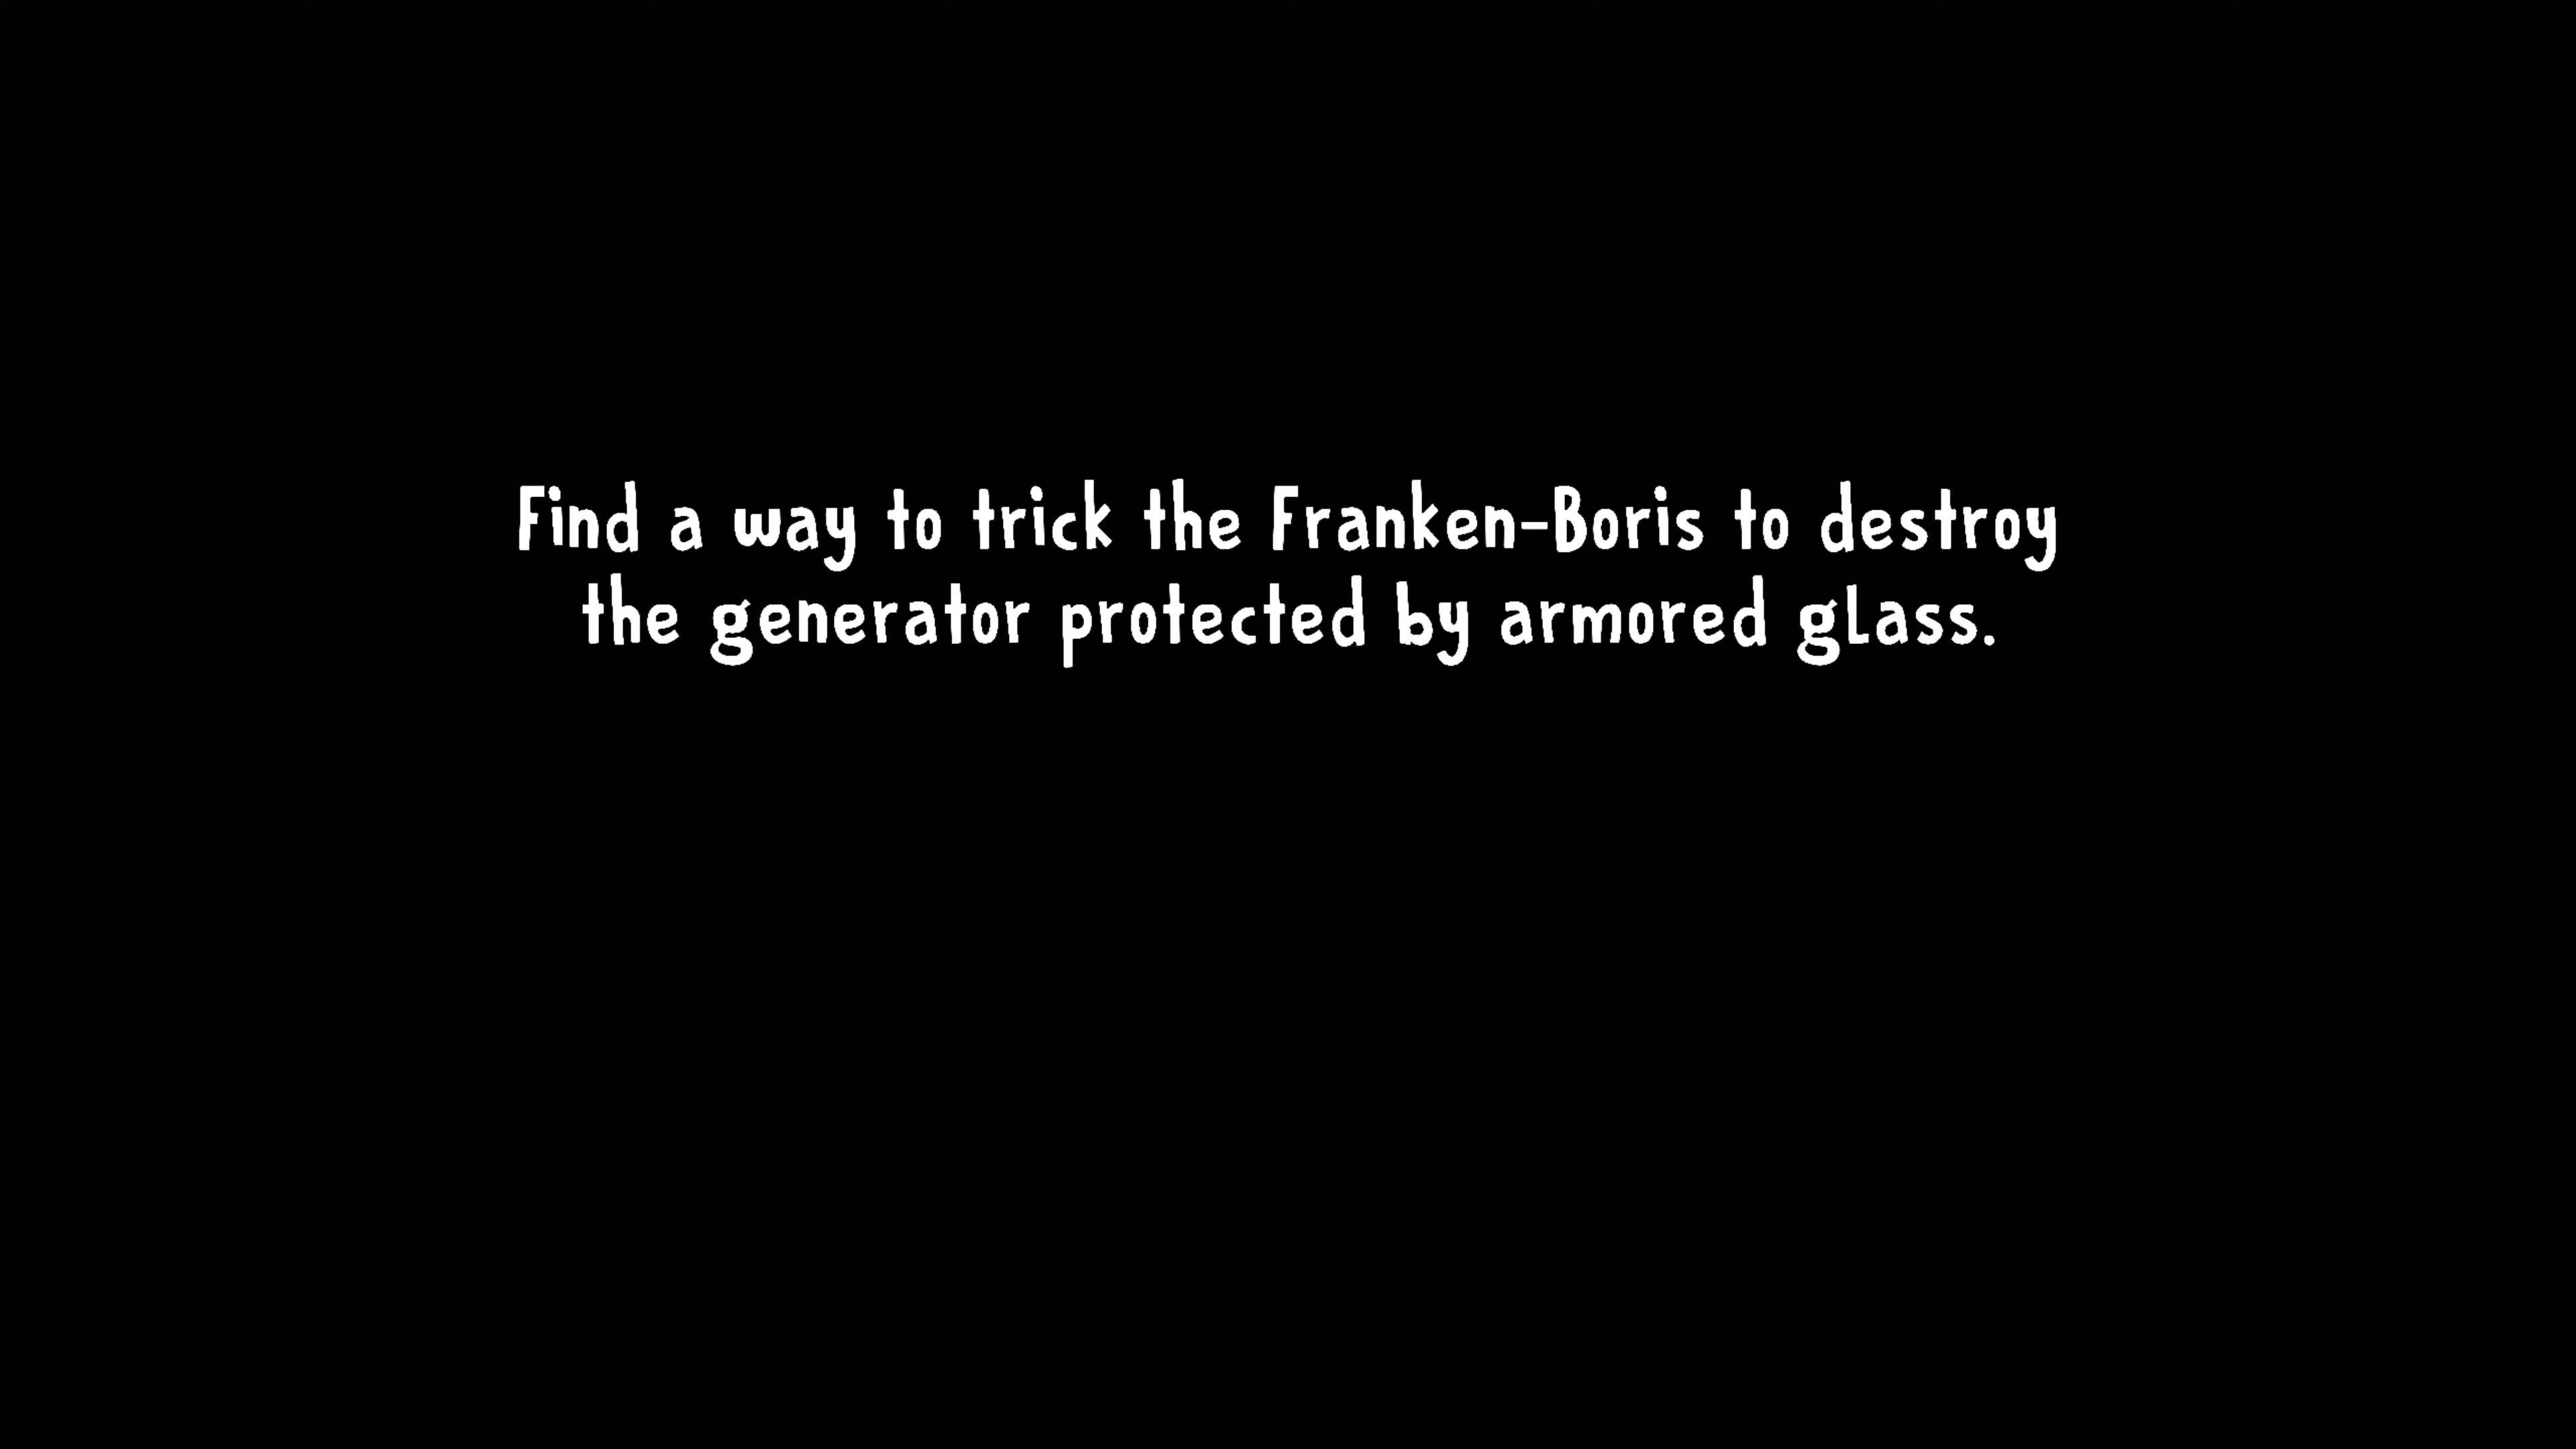 Find a way to trick the Franken-Boris to destroy
the generator protected by armored glass.